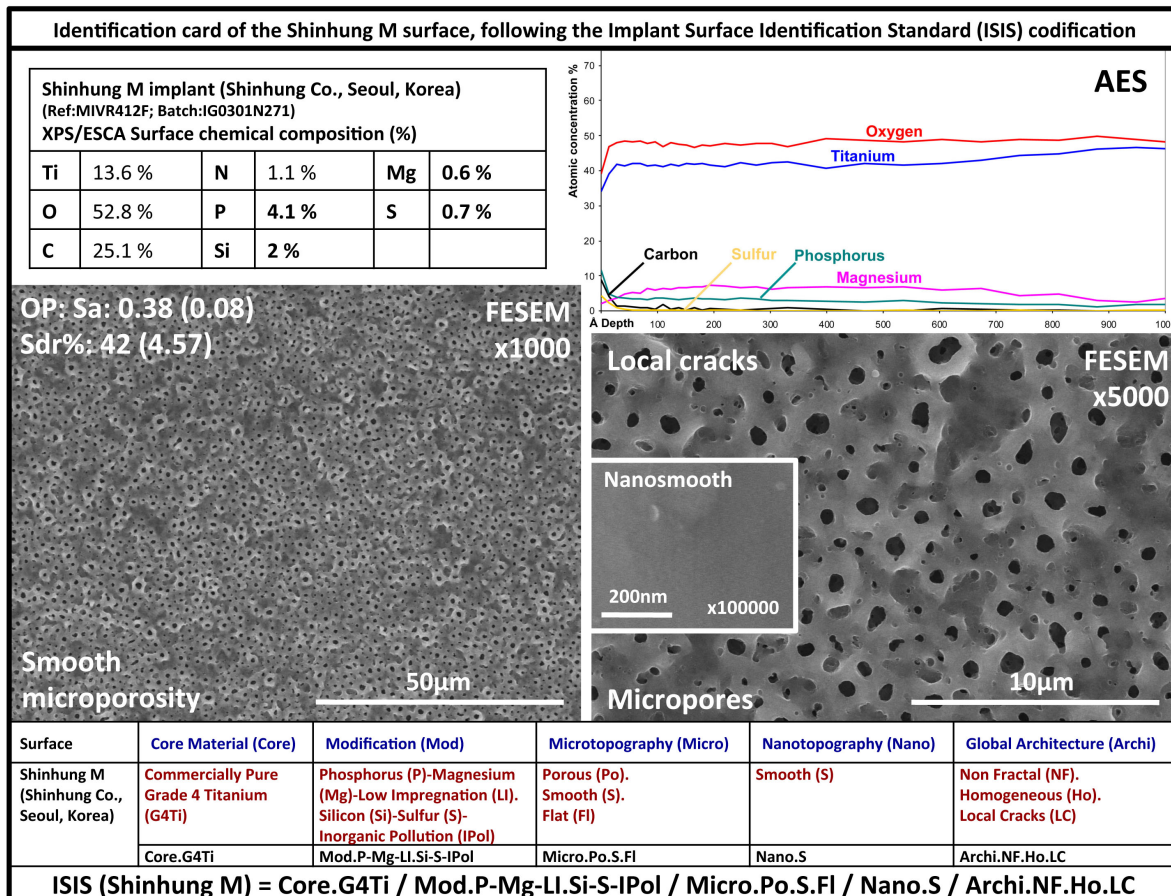 Identification card of the Shinhung M surface, following the Implant Surface Identification Standard (ISIS) codification
Shinhung M implant (Shinhung Co., Seoul, Korea)
(Ref:MIVR412F; Batch:IG0301N271)
XPS/ESCA Surface chemical composition (%)
Ti 13.6 % N 1.1 % Mg 0.6 %
O 52.8 % P 4.1 % S 0.7 %
C 25.1 % Si 2 %
AES
Atomic concentration %
70
60
50
40
30
20
10
0
Oxygen
Titanium
Carbon
Sulfur
Phosphorus
Magnesium
Å Depth 100 200 300 400 500 600 700 800 900 1000
OP: Sa: 0.38 (0.08)
Sdr%: 42 (4.57)
FESEM
x1000
Smooth
microporosity
50µm
Local cracks
FESEM
x5000
Nanosmooth
200nm
x100000
Micropores
10µm
Surface
Core Material (Core)
Modification (Mod)
Microtopography (Micro)
Nanotopography (Nano)
Global Architecture (Archi)
Shinhung M
(Shinhung Co.,
Seoul, Korea)
Commercially Pure
Grade 4 Titanium
(G4Ti)
Phosphorus (P)-Magnesium
(Mg)-Low Impregnation (LI).
Silicon (Si)-Sulfur (S)-
Inorganic Pollution (IPol)
Porous (Po).
Smooth (S).
Flat (Fl)
Smooth (S)
Non Fractal (NF).
Homogeneous (Ho).
Local Cracks (LC)
Core.G4Ti
Mod.P-Mg-LI.Si-S-IPol
Micro.Po.S.Fl
Nano.S
Archi.NF.Ho.LC
ISIS (Shinhung M) = Core.G4Ti / Mod.P-Mg-LI.Si-S-IPol / Micro.Po.S.Fl / Nano.S / Archi.NF.Ho.LC